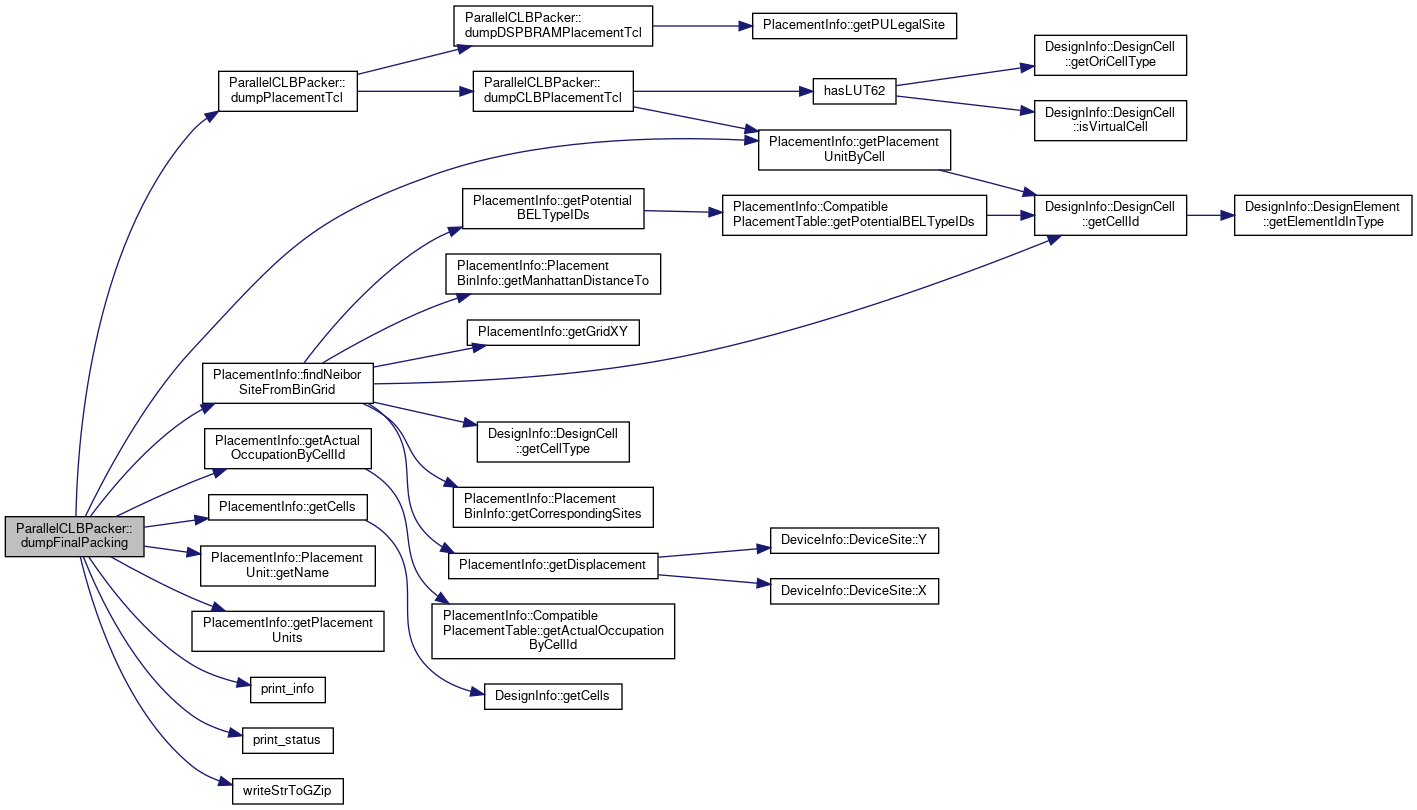 ParallelCLBPacker::
dumpFinalPacking
ParallelCLBPacker::
dumpPlacementTcl
ParallelCLBPacker::
dumpDSPBRAMPlacementTcl
PlacementInfo::getPULegalSite
ParallelCLBPacker::
dumpCLBPlacementTcl
hasLUT62
DesignInfo::DesignCell
::getOriCellType
DesignInfo::DesignCell
::isVirtualCell
PlacementInfo::getPlacement
UnitByCell
PlacementInfo::getPotential
BELTypeIDs
PlacementInfo::Compatible
PlacementTable::getPotentialBELTypeIDs
DesignInfo::DesignCell
::getCellId
DesignInfo::DesignElement
::getElementIdInType
PlacementInfo::Placement
BinInfo::getManhattanDistanceTo
PlacementInfo::getGridXY
PlacementInfo::findNeibor
SiteFromBinGrid
DesignInfo::DesignCell
::getCellType
PlacementInfo::getActual
OccupationByCellId
PlacementInfo::Placement
BinInfo::getCorrespondingSites
PlacementInfo::getCells
PlacementInfo::Placement
Unit::getName
PlacementInfo::getDisplacement
DeviceInfo::DeviceSite::Y
DeviceInfo::DeviceSite::X
PlacementInfo::getPlacement
Units
PlacementInfo::Compatible
PlacementTable::getActualOccupation
ByCellId
print_info
DesignInfo::getCells
print_status
writeStrToGZip